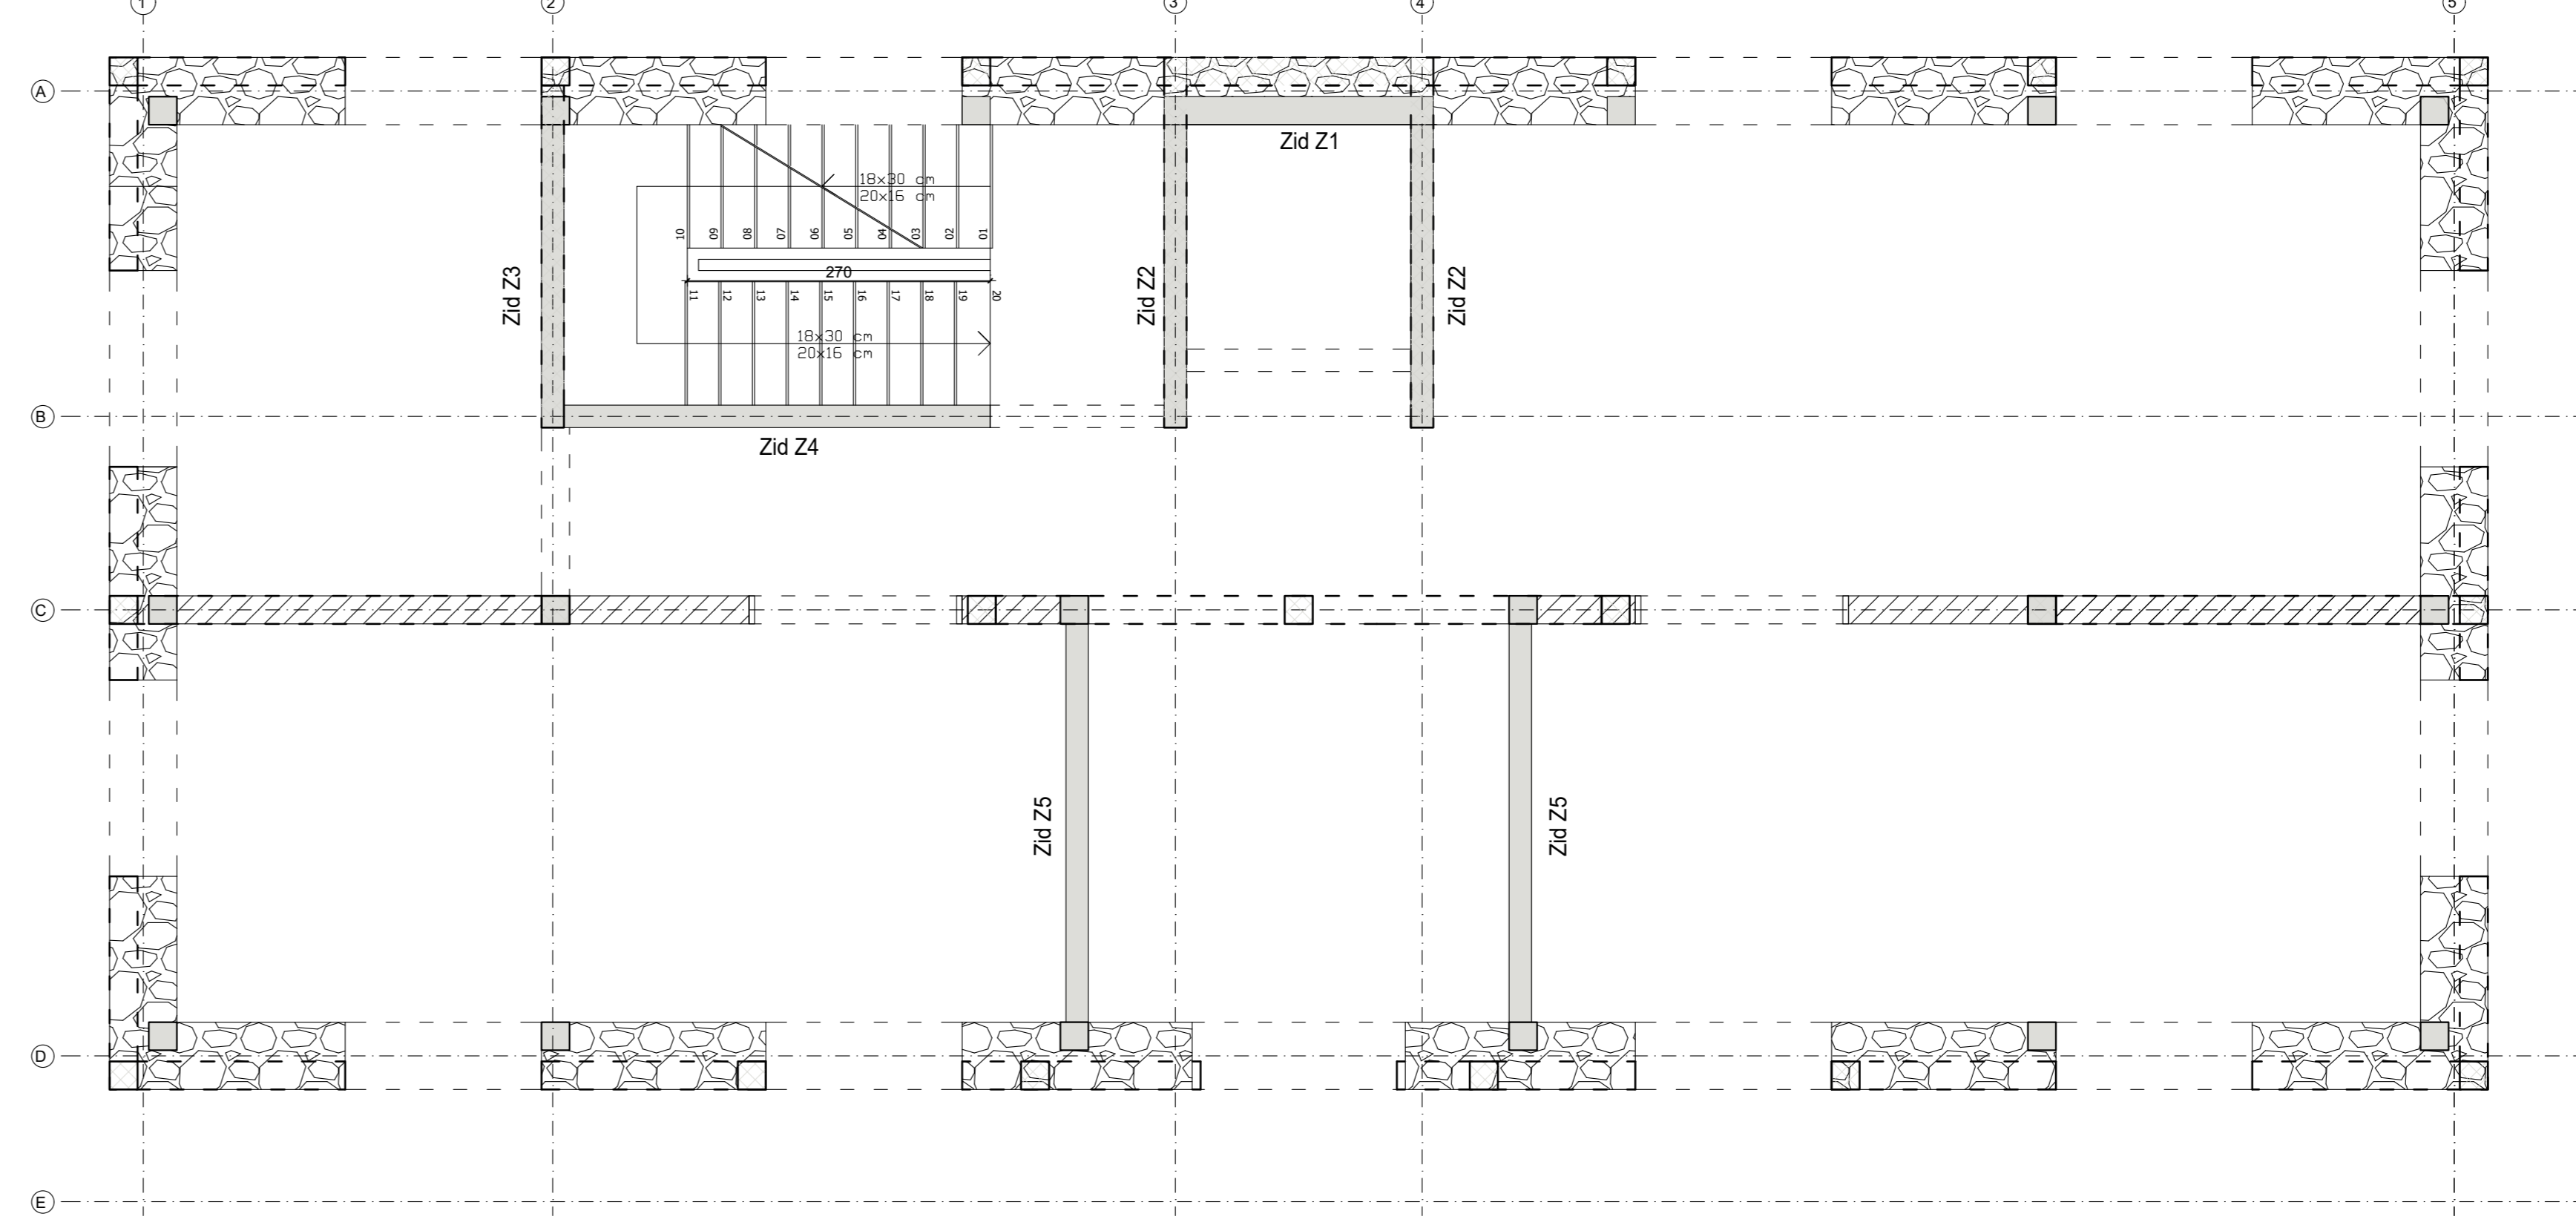 1 2 3 4 5
A
Zid Z1
18x30 cm
20x16 cm
10 09 08 07 06 05 04 03 02 01
270
Zid Z3
Zid Z2
Zid Z2
11 12 13 14 15 16 17 18 19 20
18x30 cm
20x16 cm
B
Zid Z4
C
Zid Z5
Zid Z5
D
E